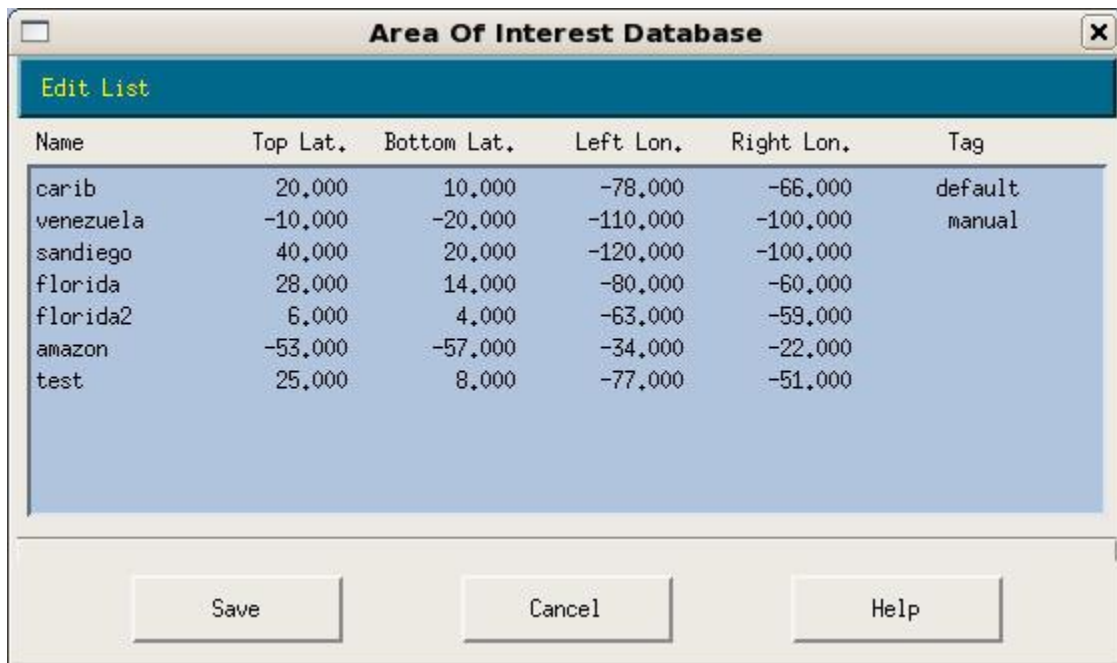 Area Of Interest Database
Edit List
Name Top Lat. Bottom Lat. Left Lon. Right Lon. Tag
carib 20.000 10.000 -78.000 -66.000 default
venezuela -10.000 -20.000 -110.000 -100.000 manual
sandiego 40.000 20.000 -120.000 -100.000
florida 28.000 14.000 -80.000 -60.000
florida2 6.000 4.000 -63.000 -59.000
amazon -53.000 -57.000 -34.000 -22.000
test 25.000 8.000 -77.000 -51.000
Save Cancel Help